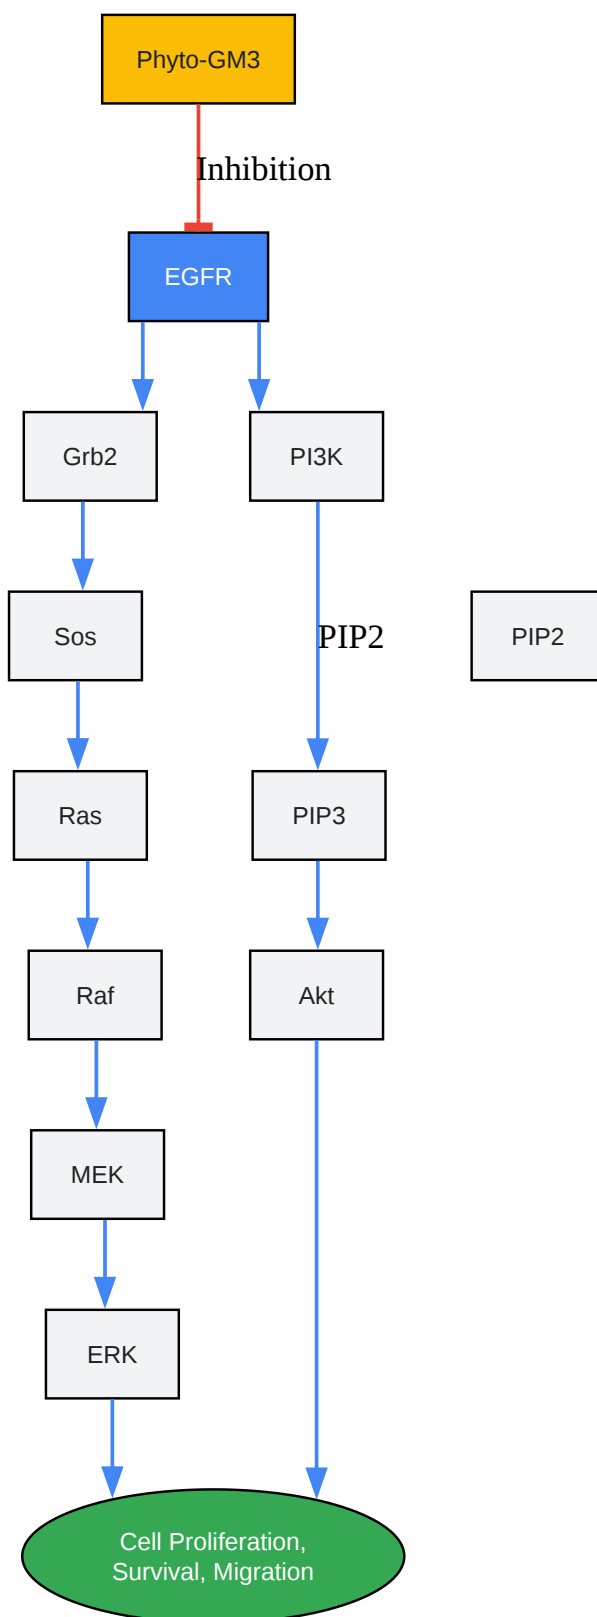 Phyto-GM3
Inhibition
EGFR
Grb2
PI3K
Sos
PIP2
PIP2
Ras
PIP3
Raf
Akt
MEK
ERK
Cell Proliferation,
Survival, Migration